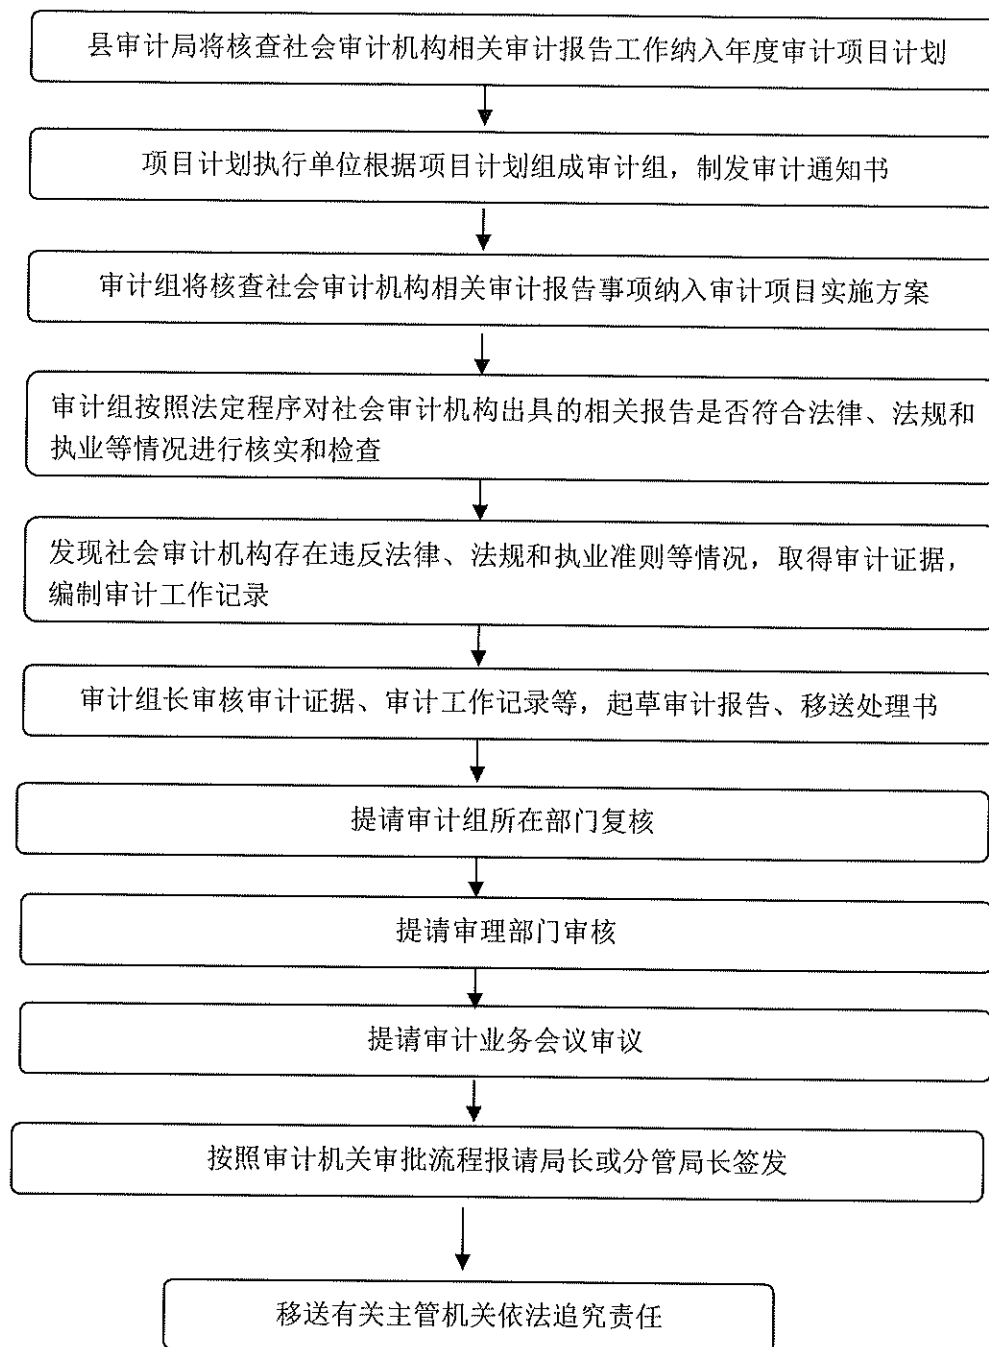 县审计局将核查社会审计机构相关审计报告工作纳入年度审计项目计划
项目计划执行单位根据项目计划组成审计组，制发审计通知书
审计组将核查社会审计机构相关审计报告事项纳入审计项目实施方案
审计组按照法定程序对社会审计机构出具的相关报告是否符合法律、法规和
执业等情况进行核实和检查
发现社会审计机构存在违反法律、法规和执业准则等情况，取得审计证据，
编制审计工作记录
审计组长审核审计证据、审计工作记录等，起草审计报告、移送处理书
提请审计组所在部门复核
提请审理部门审核
提请审计业务会议审议
按照审计机关审批流程报请局长或分管局长签发
移送有关主管机关依法追究责任